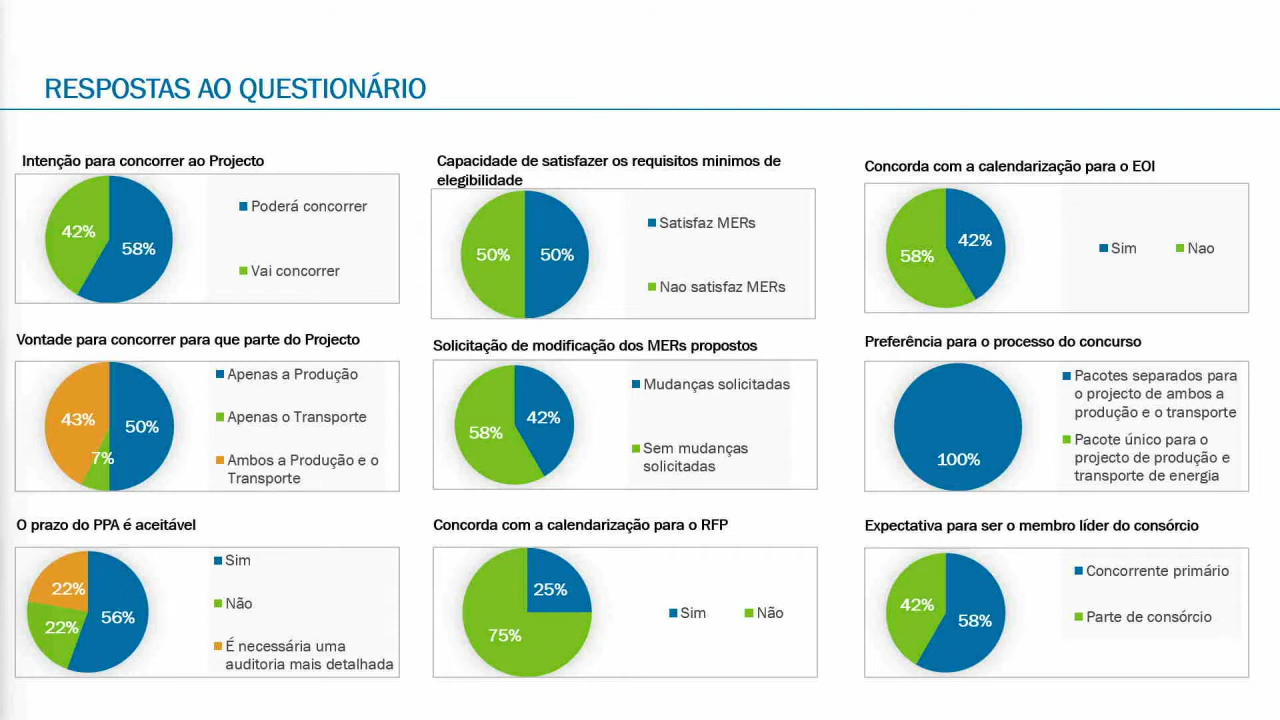 RESPOSTAS AO QUESTIONÁRIO
Intenção para concorrer ao Projecto
42%
58%
Poderá concorrer
Vai concorrer
Capacidade de satisfazer os requisitos minimos de
elegibilidade
50%
50%
Satisfaz MERs
Nao satisfaz MERs
Concorda com a calendarização para o EOI
42%
58%
Sim
Nao
Vontade para concorrer para que parte do Projecto
43%
50%
7%
Apenas a Produção
Apenas o Transporte
Ambos a Produção e o
Transporte
Solicitação de modificação dos MERs propostos
42%
58%
Mudanças solicitadas
Sem mudanças
solicitadas
Preferência para o processo do concurso
100%
Pacotes separados para
o projecto de ambos a
produção e o transporte
Pacote único para o
projecto de produção e
transporte de energia
O prazo do PPA é aceitável
22%
56%
22%
Sim
Não
É necessária uma
auditoria mais detalhada
Concorda com a calendarização para o RFP
25%
75%
Sim
Não
Expectativa para ser o membro líder do consórcio
42%
58%
Concorrente primário
Parte de consórcio